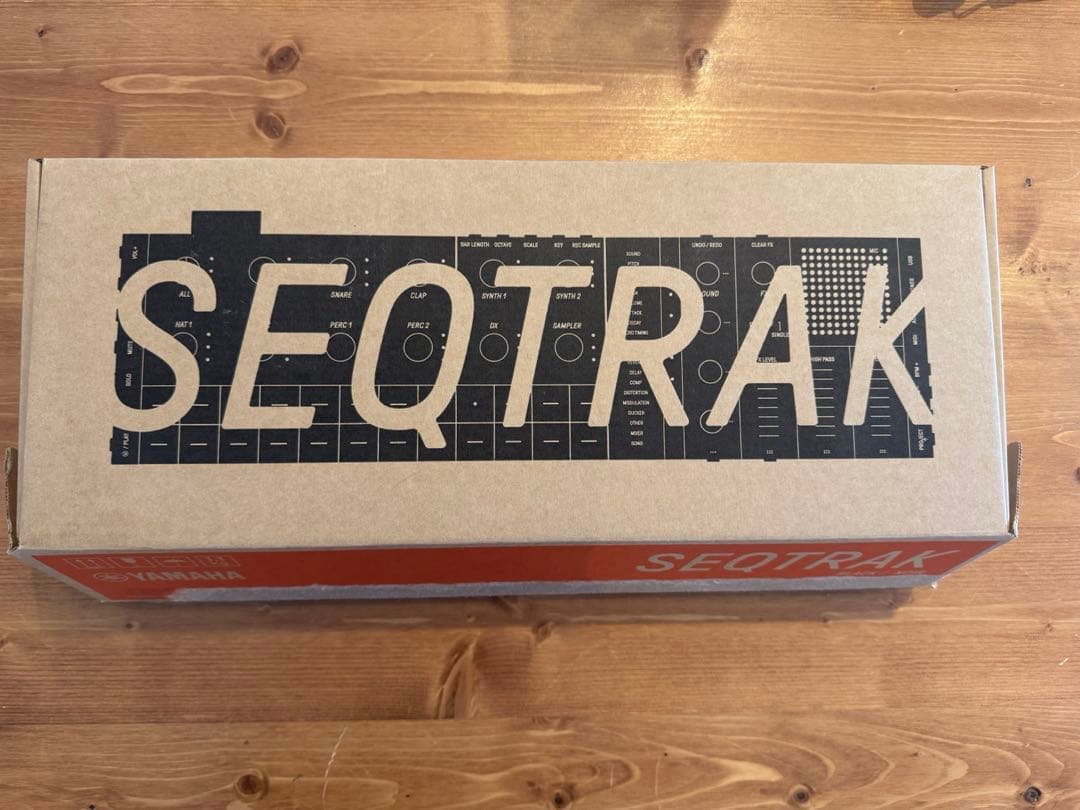 SEQTRAK
VOL+
BAR LENGTH OCTAVE SCALE KEY REC SAMPLE
UNDO/REDO CLEAR FX
MIC
USB
SOUND
PITCH
ALL SNARE CLAP SYNTH 1 SYNTH 2
HAT 1 PERC 1 PERC 2 DX SAMPLER
MUTE
SOLO
/ PLAY
SINGLE
HIGH PASS
MIDI
BPM+
DELAY
COMP
DISTORTION
MODULATION
DUCKER
OTHER
MIXER
SONG
PROJECT
YAMAHA
SEQTRAK